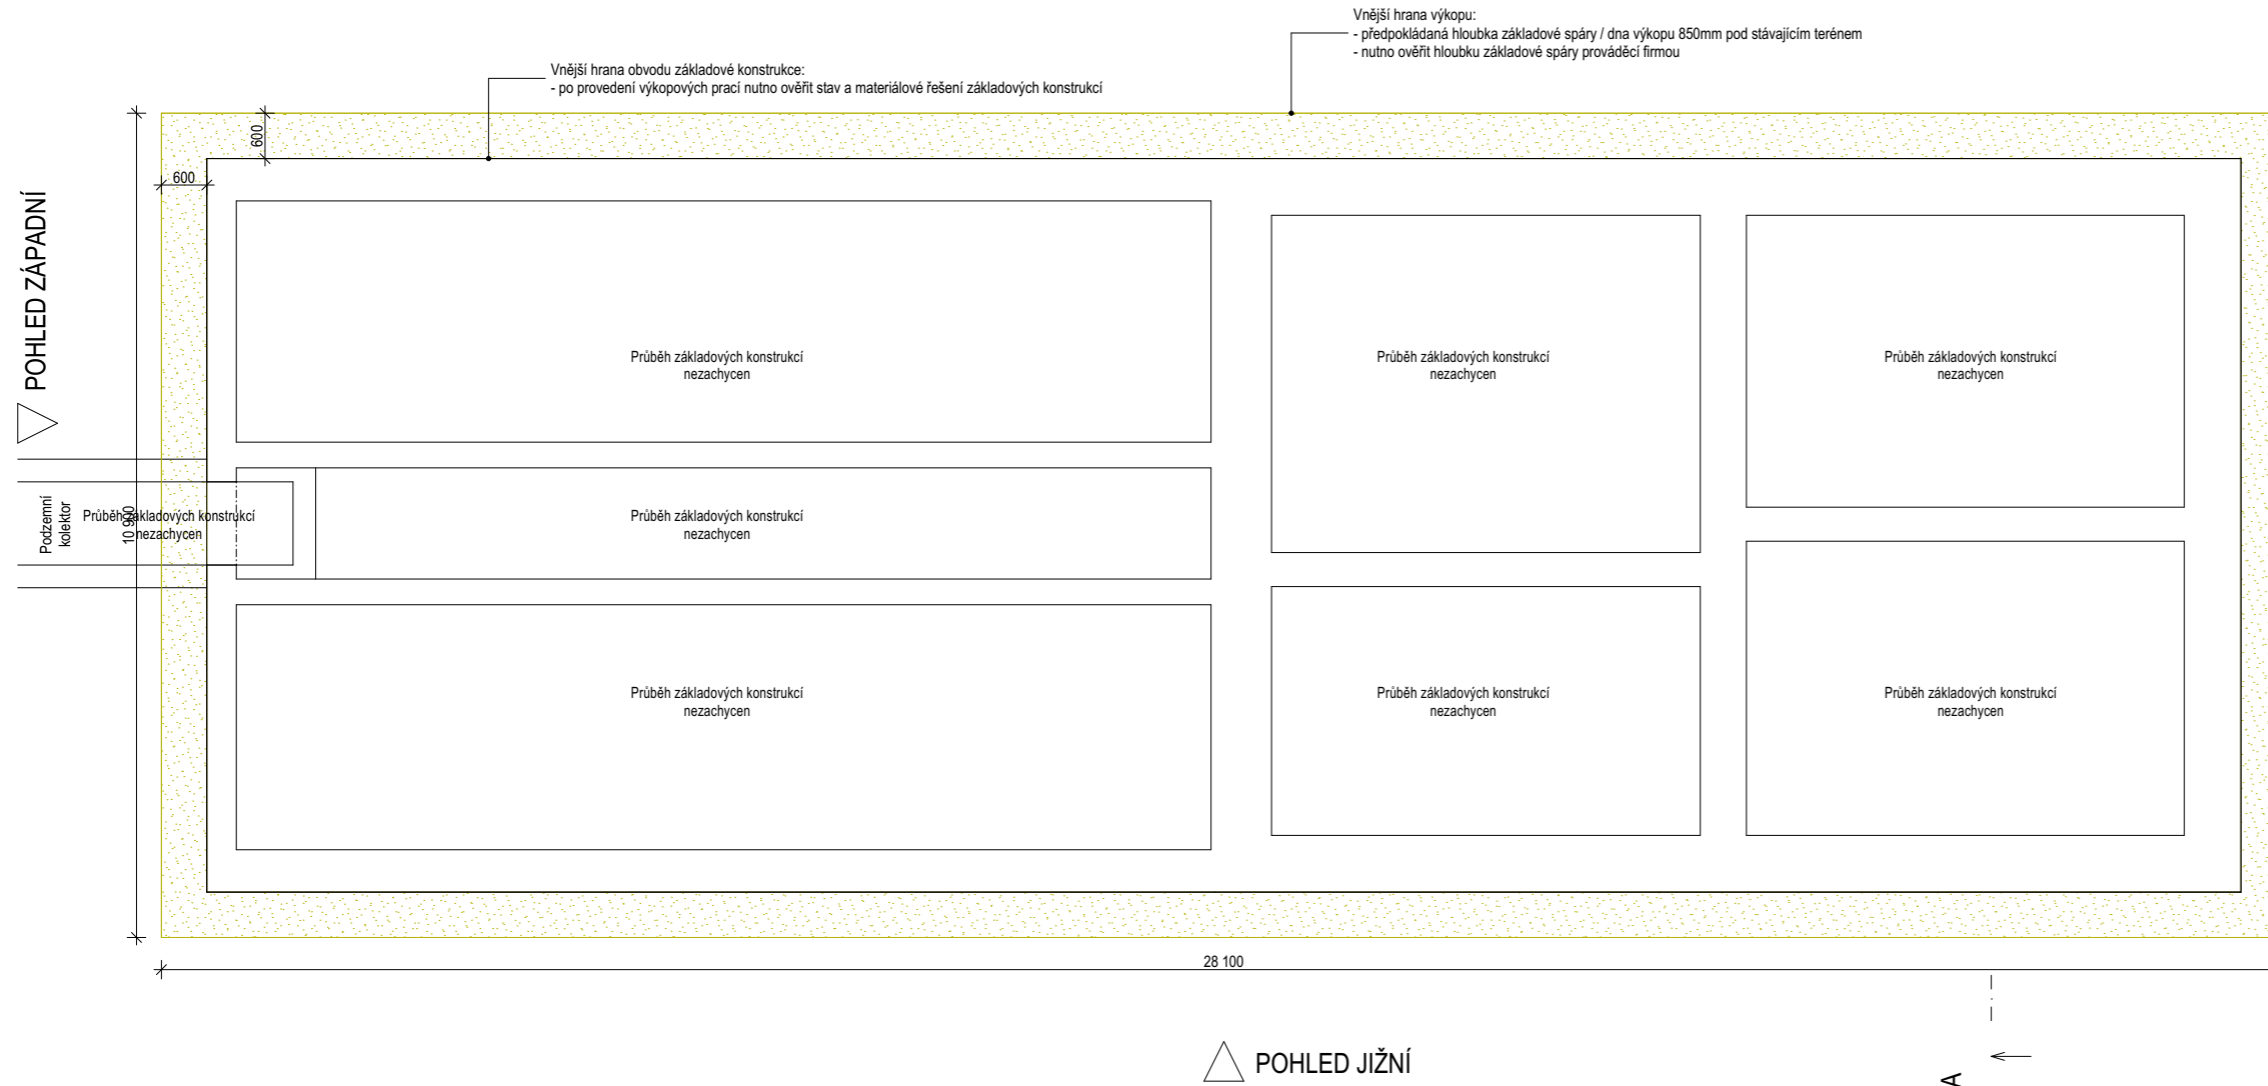 Vnější hrana výkopu:
- předpokládaná hloubka základové spáry / dna výkopu 850mm pod stávajícím terénem
- nutno ověřit hloubku základové spáry prováděcí firmou
Vnější hrana obvodu základové konstrukce:
- po provedení výkopových prací nutno ověřit stav a materiálové řešení základových konstrukcí
600
600
POHLED ZÁPADNÍ
Průběh základových konstrukcí
nezachycen
Průběh základových konstrukcí
nezachycen
Průběh základových konstrukcí
nezachycen
Podzemní
kolektor
10 900
Průběh základových konstrukcí
nezachycen
Průběh základových konstrukcí
nezachycen
Průběh základových konstrukcí
nezachycen
Průběh základových konstrukcí
nezachycen
Průběh základových konstrukcí
nezachycen
28 100
POHLED JIŽNÍ
A